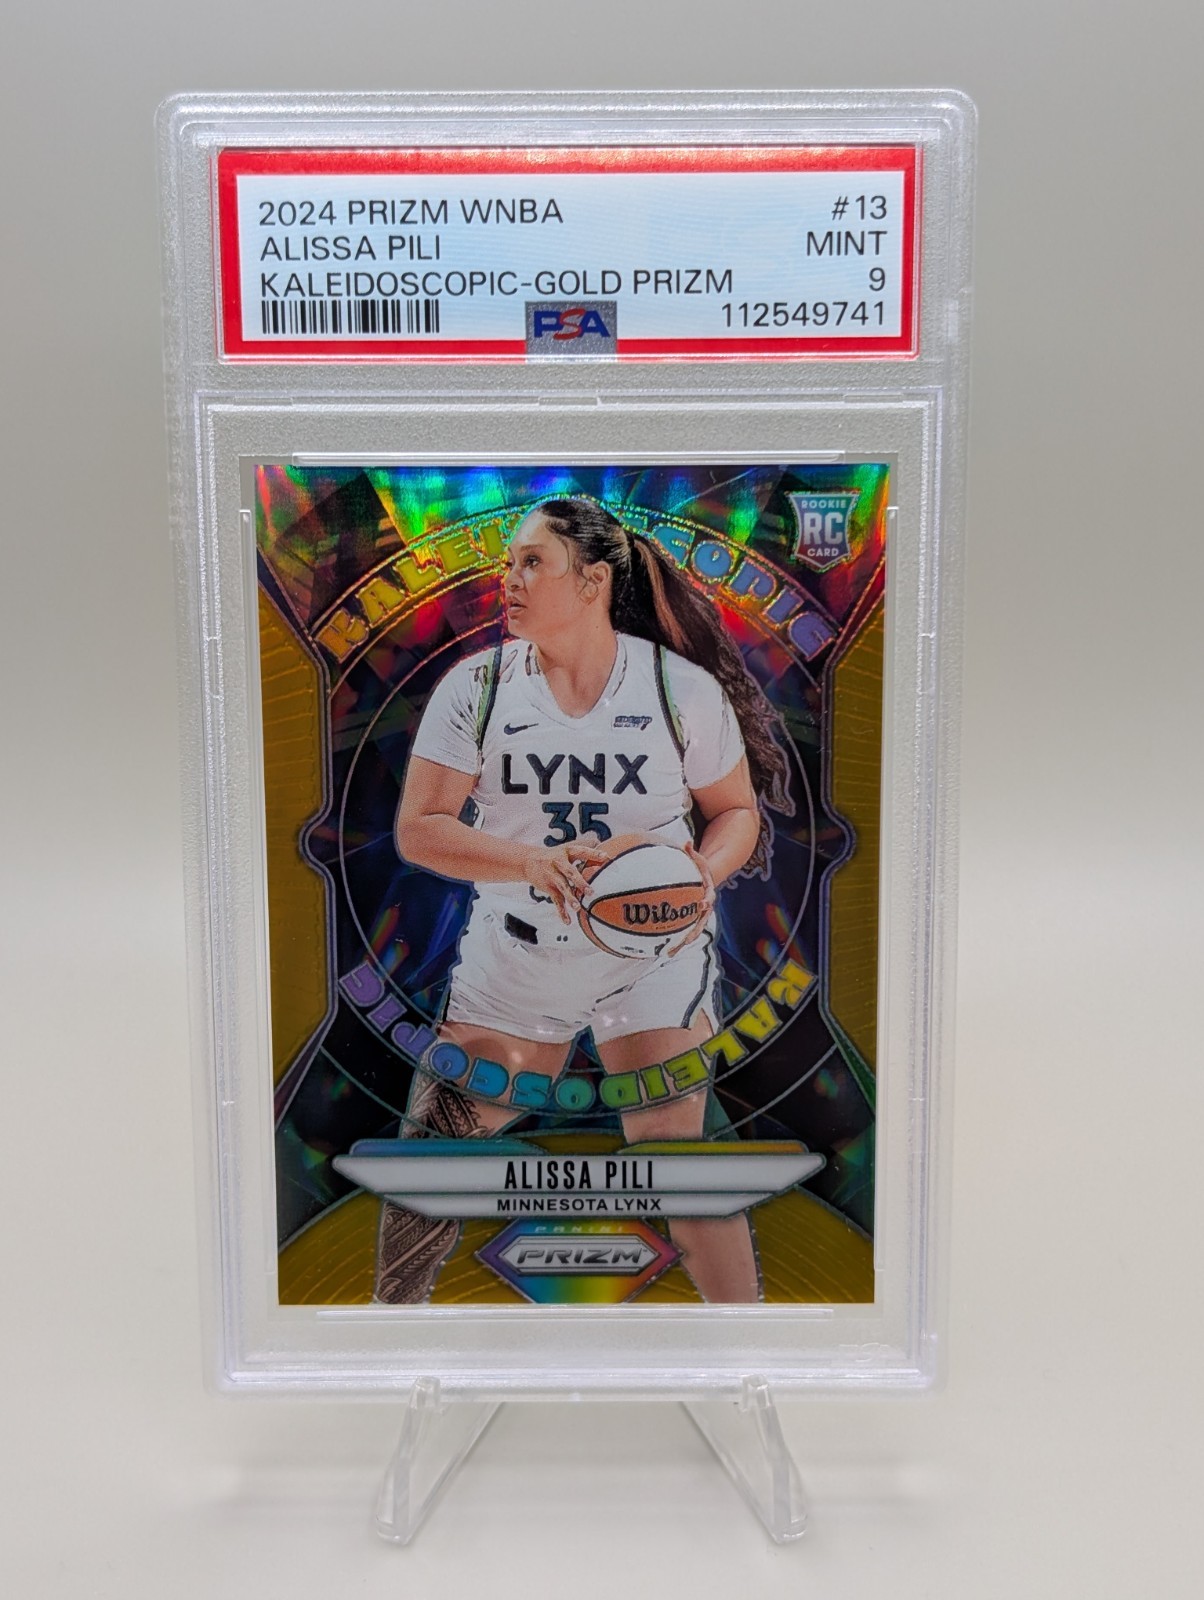 2024 PRIZM WNBA #13
ALISSA PILI MINT
KALEIDOSCOPIC-GOLD PRIZM 9
PSA 112549741
ROOKIE
RC
CARD
LYNX
35
Wilson
KALEIDOSCOPIC
ALISSA PILI
MINNESOTA LYNX
PANINI
PRIZM